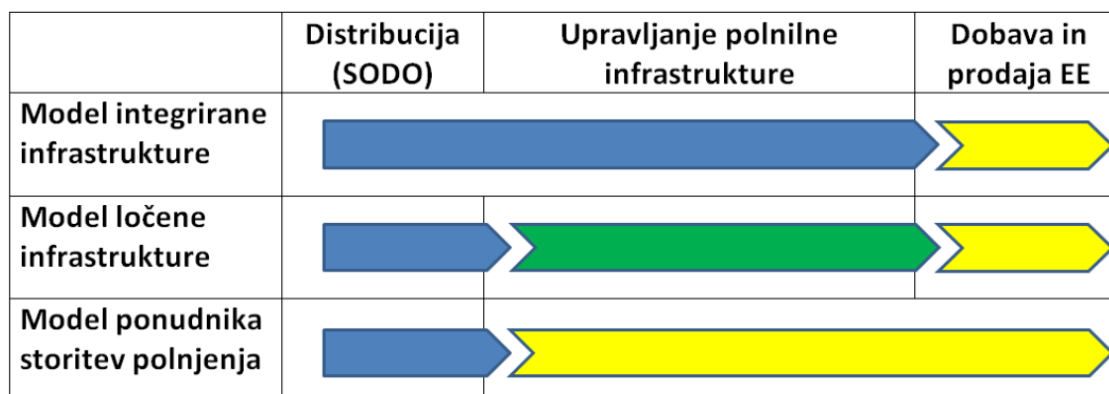 Distribucija
(SODO)
Upravljanje polnilne
infrastrukture
Dobava in
prodaja EE
Model integrirane
infrastrukture
Model ločene
infrastrukture
Model ponudnika
storitev polnjenja